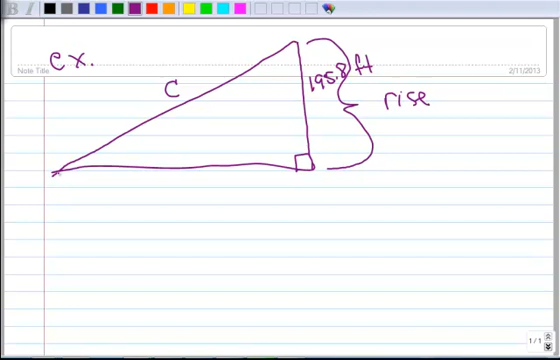 B I
Note Title
2/11/2013
ex.
C
195.8 ft
rise
1/1